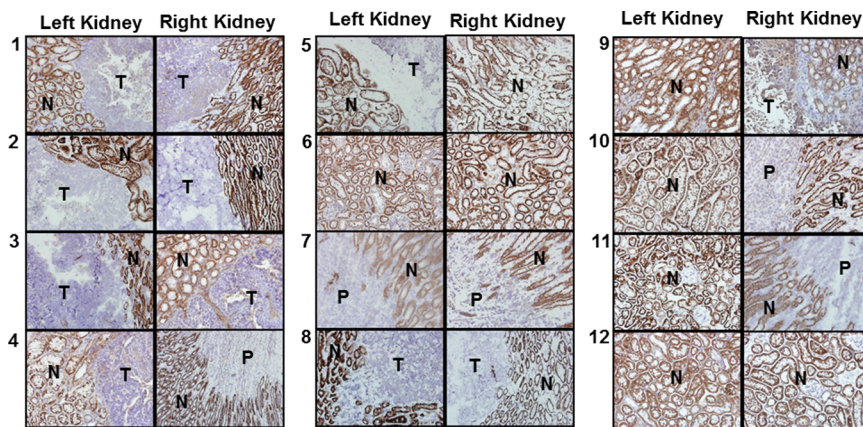 Left Kidney Right Kidney
1 N T T N
2 T N T N
3 T N N T
4 N T N P
Left Kidney Right Kidney
5 N T N
6 N N
7 P N P N
8 N T T N
Left Kidney Right Kidney
9 N T N
10 N P N
11 N N P
12 N N